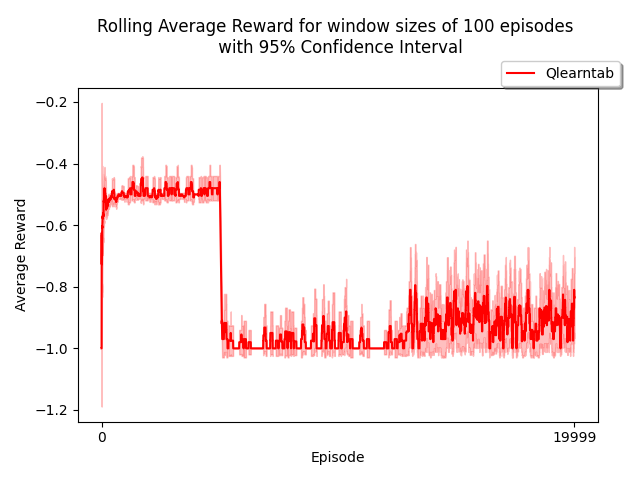 Rolling Average Reward for window sizes of 100 episodes
with 95% Confidence Interval
Qlearntab
−0.2
−0.4
−0.6
−0.8
−1.0
−1.2
Average Reward
0
19999
Episode